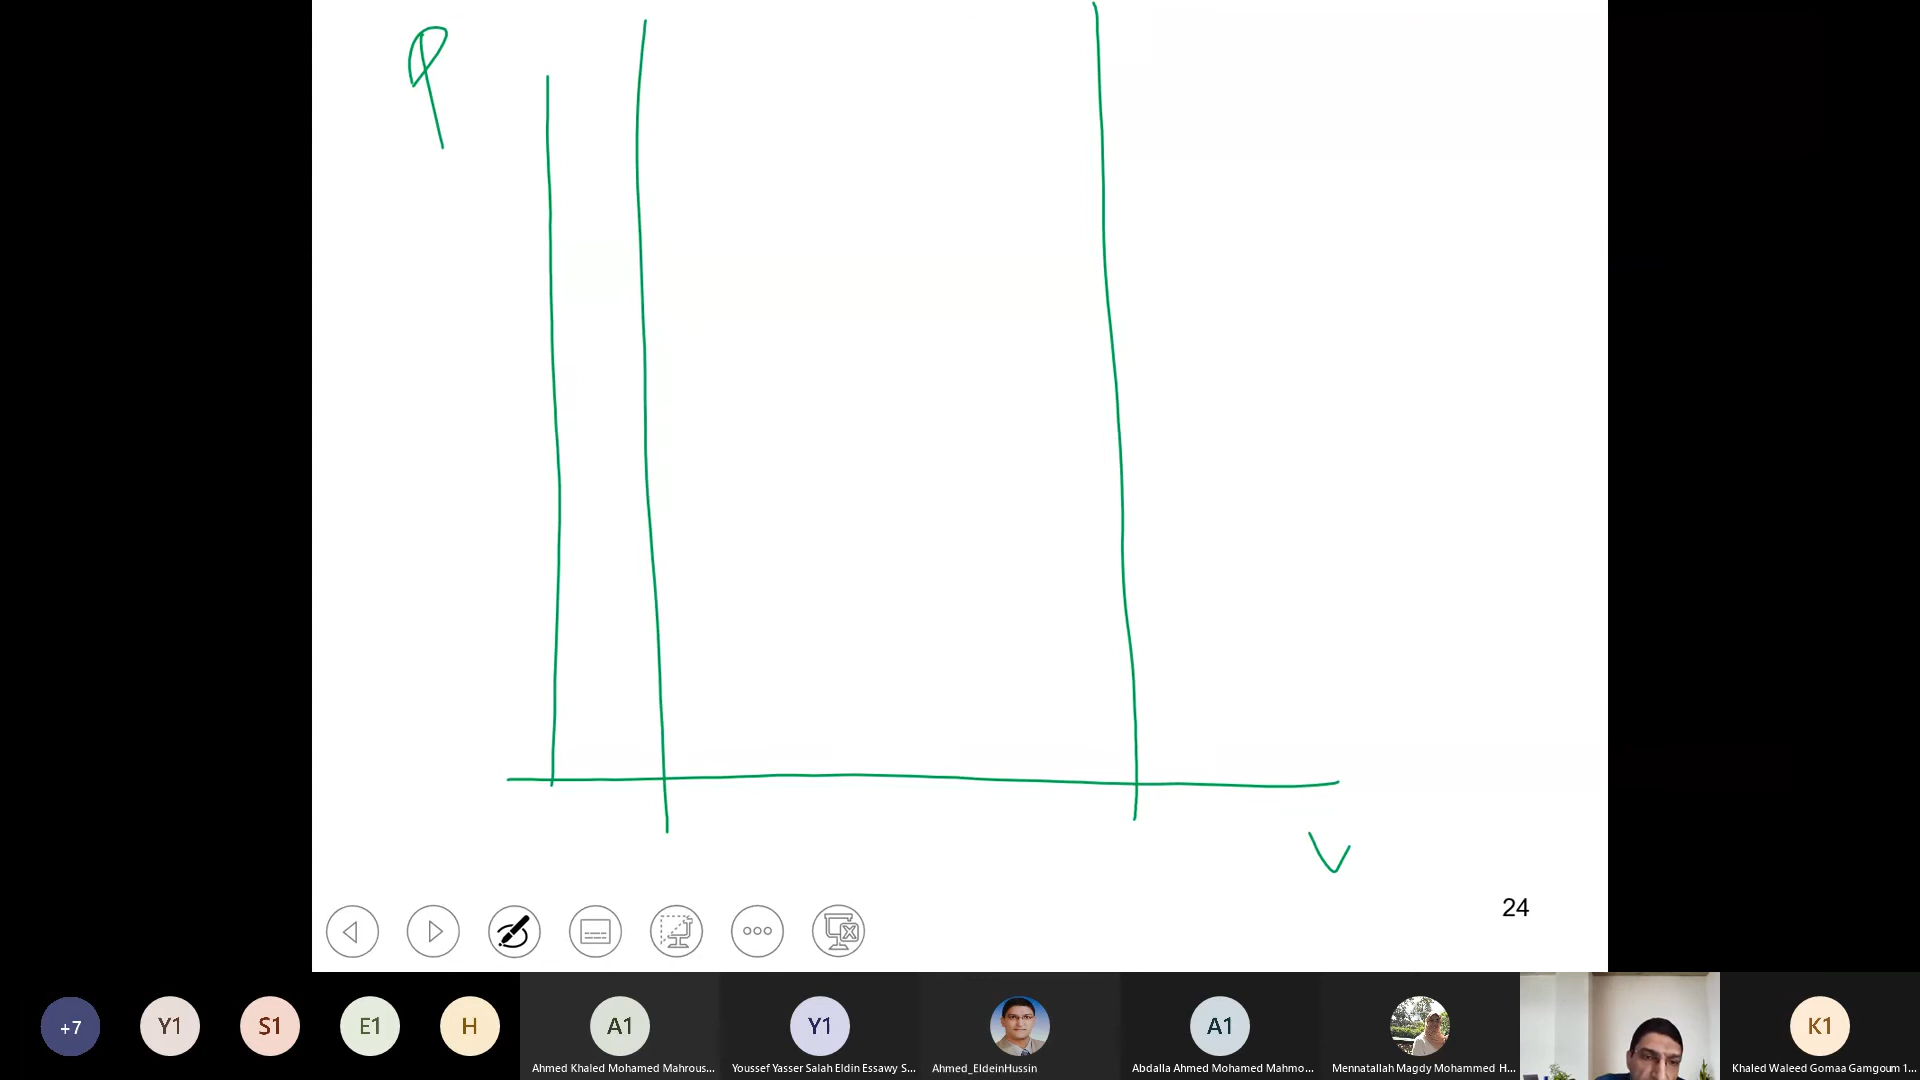 P
V
24
+7
Y1
S1
E1
H
A1
Y1
A1
K1
Ahmed Khaled Mohamed Mahrous...
Youssef Yasser Salah Eldin Essawy S...
Ahmed_EldeinHussin
Abdalla Ahmed Mohamed Mahmo...
Mennatallah Magdy Mohammed H...
Khaled Waleed Gomaa Gamgoum 1...